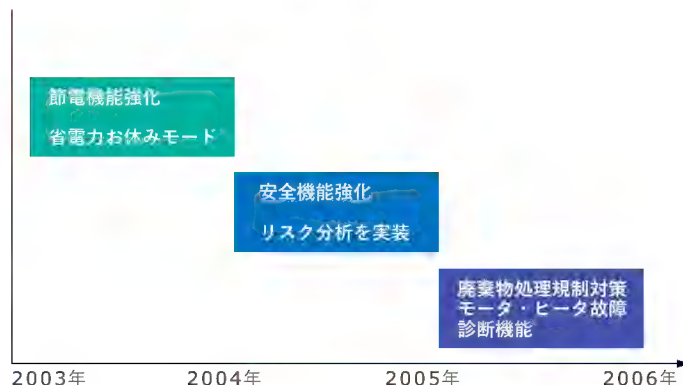 節電機能強化
省電力お休みモード
安全機能強化
リスク分析を実装
廃棄物処理規制対策
モータ・ヒータ故障
診断機能
2003年
2004年
2005年
2006年